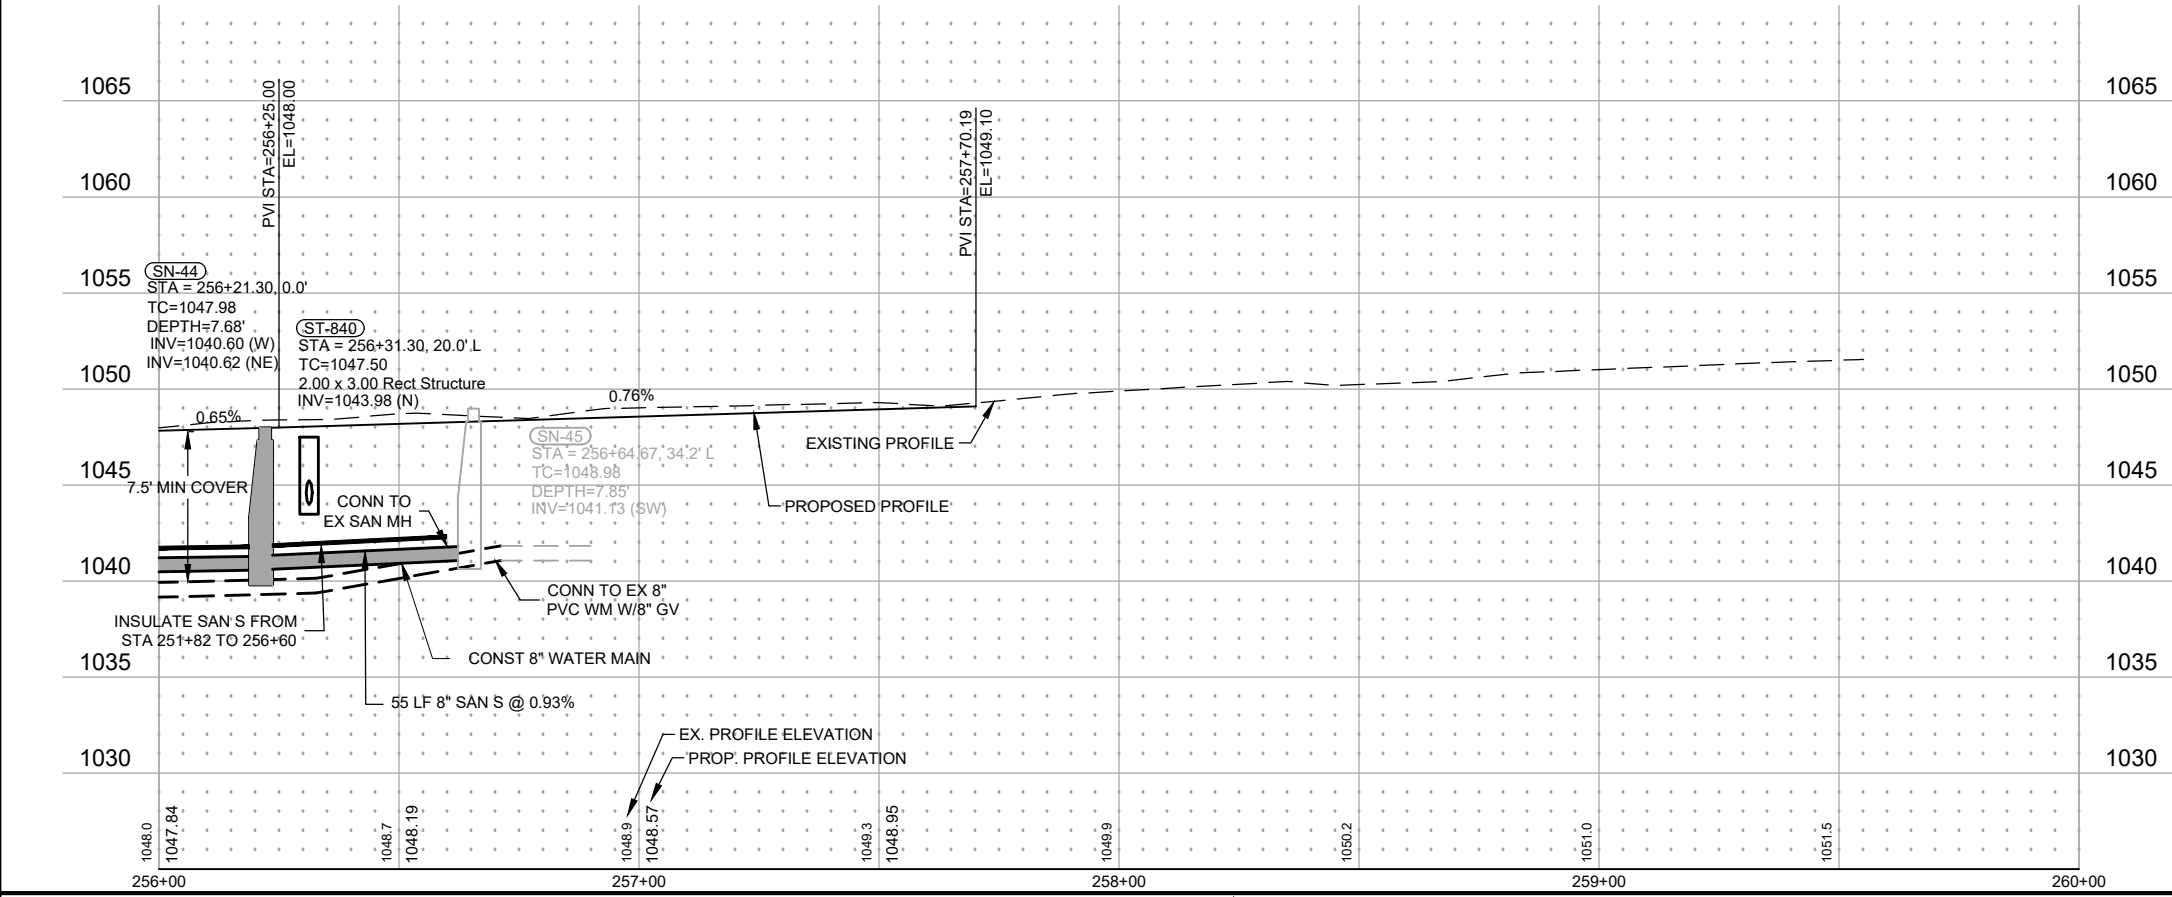 1065
1065
PVI STA=256+25.00
EL=1048.00
PVI STA=257+70.19
EL=1049.10
1060
1060
SN-44
STA = 256+21.30, 0.0'
TC=1047.98
DEPTH=7.68'
INV=1040.60 (W)
INV=1040.62 (NE)
1055
1055
ST-840
STA = 256+31.30, 20.0' L
TC=1047.50
2.00 x 3.00 Rect Structure
INV=1043.98 (N)
1050
1050
0.65%
0.76%
SN-45
STA = 256+64.67, 34.2' L
TC=1048.98
DEPTH=7.85'
INV=1041.13 (SW)
EXISTING PROFILE
PROPOSED PROFILE
1045
1045
7.5' MIN COVER
CONN TO
EX SAN MH
1040
1040
CONN TO EX 8"
PVC WM W/8" GV
INSULATE SAN S FROM
STA 251+82 TO 256+60
CONST 8" WATER MAIN
1035
1035
55 LF 8" SAN S @ 0.93%
EX. PROFILE ELEVATION
PROP. PROFILE ELEVATION
1030
1030
1048.0
1047.84
1048.7
1048.19
1048.9
1048.57
1049.3
1048.95
1049.9
1050.2
1051.0
1051.5
256+00
257+00
258+00
259+00
260+00